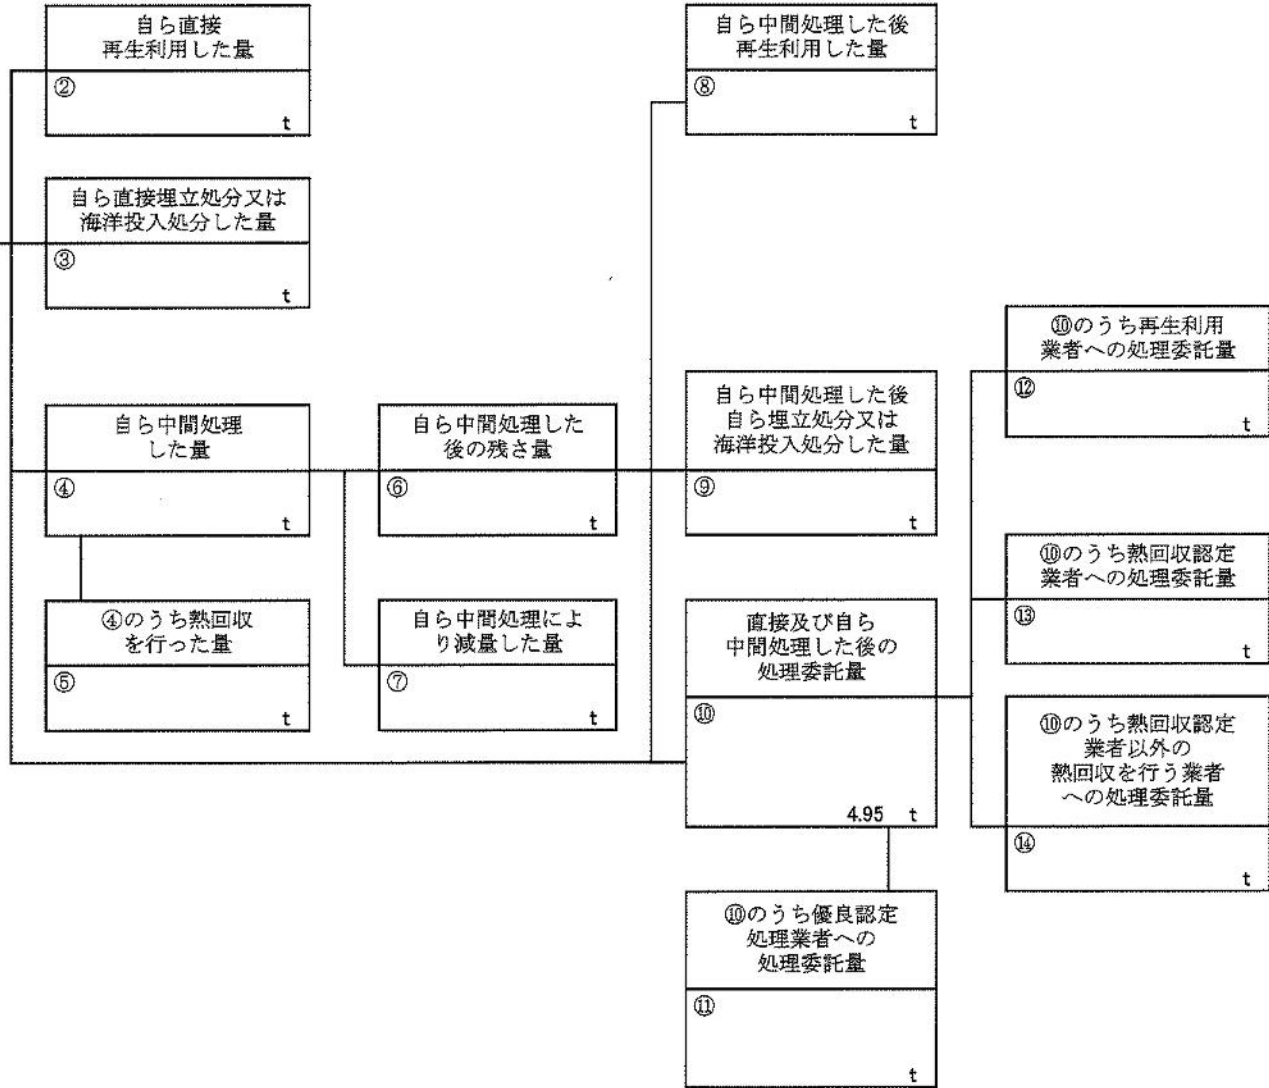 自ら直接
再生利用した量
②
t
自ら中間処理した後
再生利用した量
⑧
t
自ら直接埋立処分又は
海洋投入処分した量
③
t
⑩のうち再生利用
業者への処理委託量
⑫
t
自ら中間処理
した量
④
t
自ら中間処理した
後の残さ量
⑥
t
自ら中間処理した後
自ら埋立処分又は
海洋投入処分した量
⑨
t
⑩のうち熱回収認定
業者への処理委託量
⑬
t
④のうち熱回収
を行った量
⑤
t
自ら中間処理によ
り減量した量
⑦
t
直接及び自ら
中間処理した後の
処理委託量
⑩
4.95 t
⑩のうち熱回収認定
業者以外の
熱回収を行う業者
への処理委託量
⑭
t
⑩のうち優良認定
処理業者への
処理委託量
⑪
t